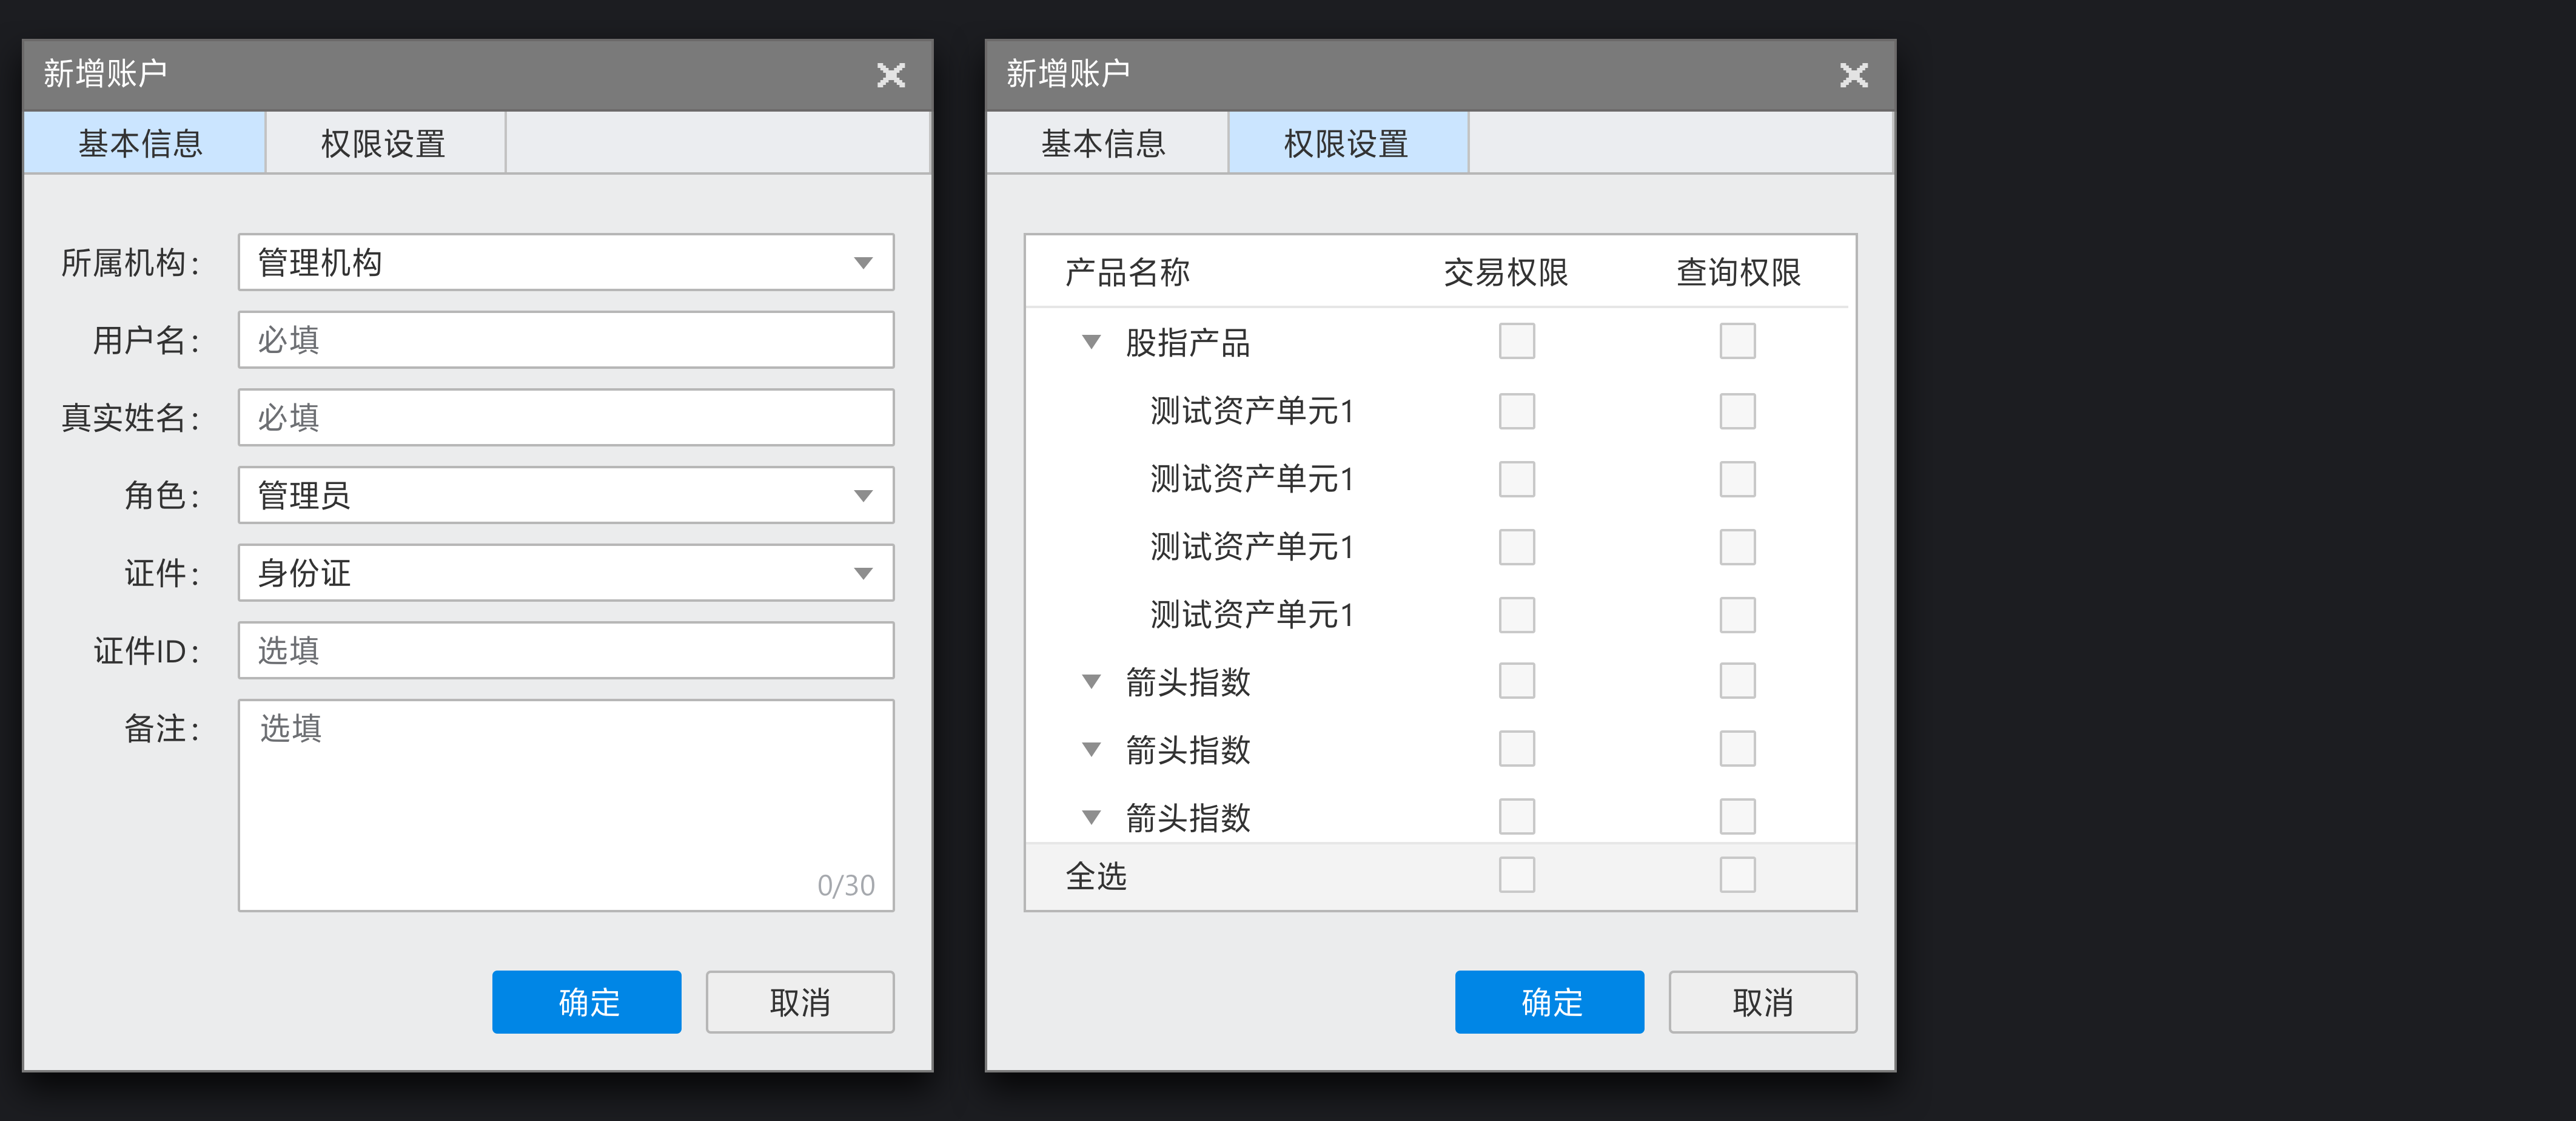 新增账户
基本信息 权限设置
所属机构： 管理机构
用户名： 必填
真实姓名： 必填
角色： 管理员
证件： 身份证
证件ID： 选填
备注： 选填
0/30
确定 取消
新增账户
基本信息 权限设置
产品名称 交易权限 查询权限
股指产品
测试资产单元1
测试资产单元1
测试资产单元1
测试资产单元1
箭头指数
箭头指数
箭头指数
全选
确定 取消